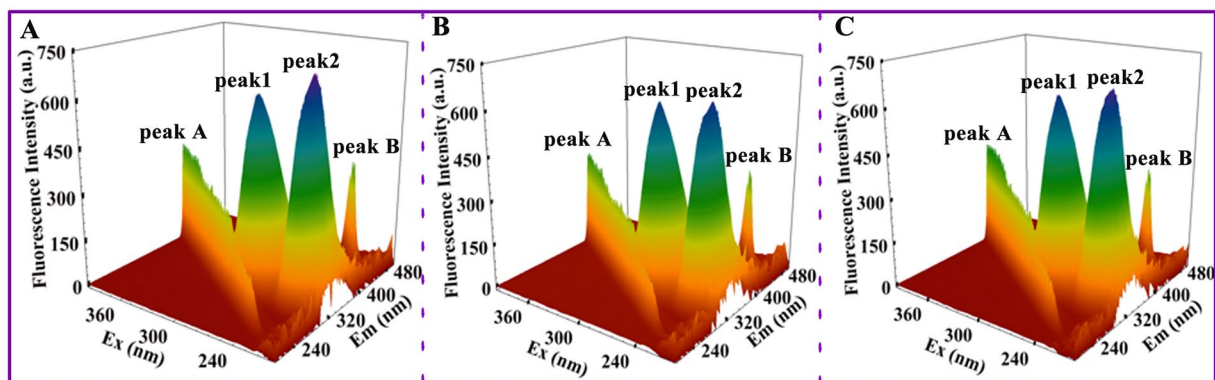 A
Fluorescence Intensity (a.u.)
750
600
450
300
150
0
peak A
peak1
peak2
peak B
360
300
240
Ex (nm)
240
320
400
480
Em (nm)
B
Fluorescence Intensity (a.u.)
750
600
450
300
150
0
peak A
peak1
peak2
peak B
360
300
240
Ex (nm)
240
320
400
480
Em (nm)
C
Fluorescence Intensity (a.u.)
750
600
450
300
150
0
peak A
peak1
peak2
peak B
360
300
240
Ex (nm)
240
320
400
480
Em (nm)